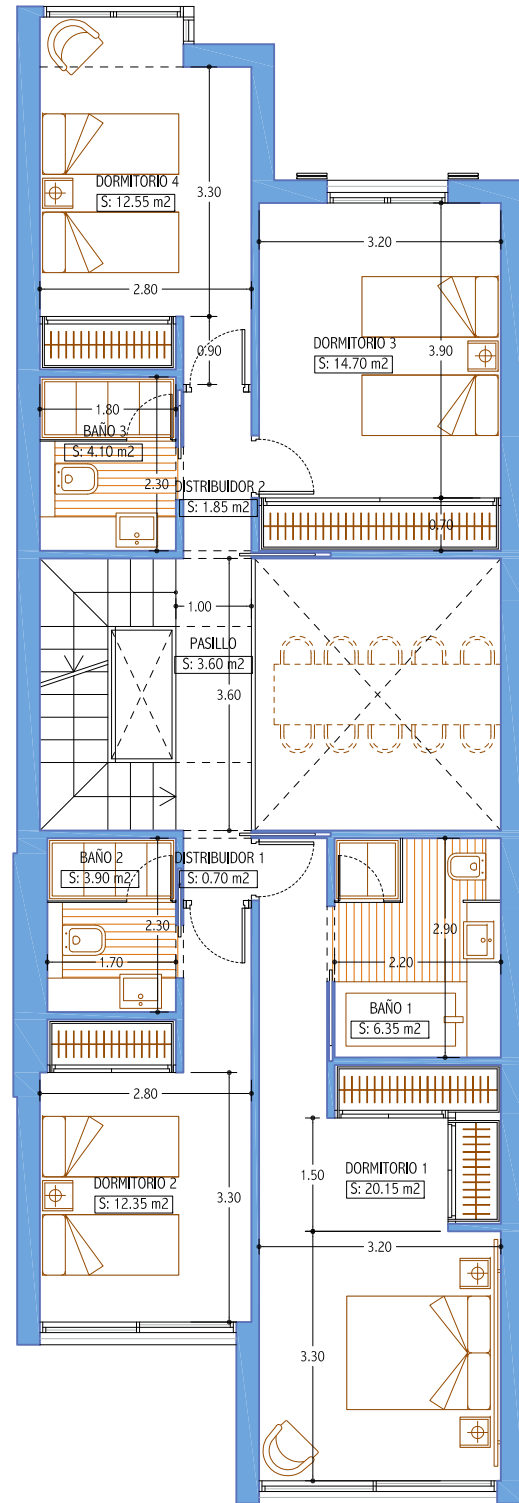 DORMITORIO 4
S: 12.55 m2
3.30
2.80
3.20
DORMITORIO 3
S: 14.70 m2
3.90
0.90
1.80
BAÑO 3
S: 4.10 m2
2.30
DISTRIBUIDOR 2
S: 1.85 m2
0.70
1.00
PASILLO
S: 3.60 m2
3.60
BAÑO 2
S: 3.90 m2
DISTRIBUIDOR 1
S: 0.70 m2
2.30
1.70
2.90
2.20
BAÑO 1
S: 6.35 m2
2.80
DORMITORIO 2
S: 12.35 m2
3.30
1.50
DORMITORIO 1
S: 20.15 m2
3.20
3.30